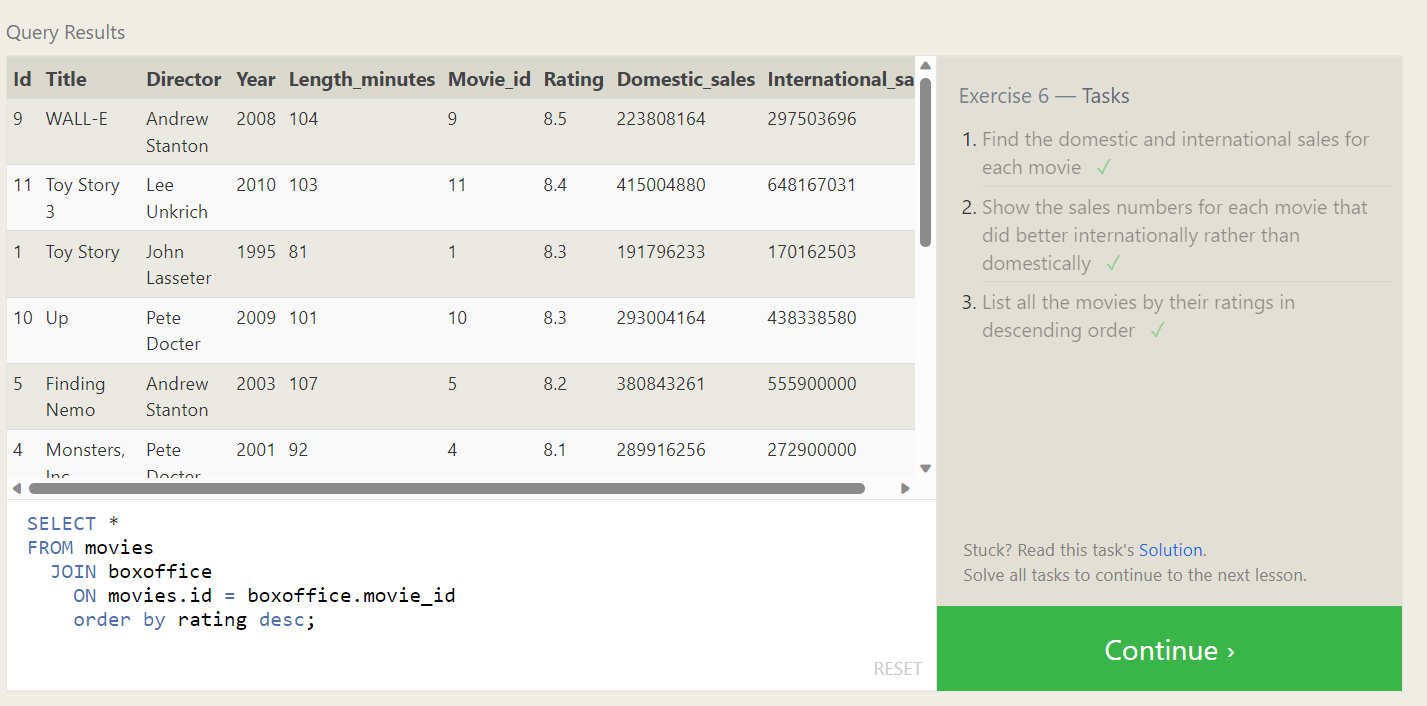 Query Results
Id Title Director Year Length_minutes Movie_id Rating Domestic_sales International_sa
9 WALL-E Andrew 2008 104 9 8.5 223808164 297503696
Stanton
11 Toy Story Lee 2010 103 11 8.4 415004880 648167031
3 Unkrich
1 Toy Story John 1995 81 1 8.3 191796233 170162503
Lasseter
10 Up Pete 2009 101 10 8.3 293004164 438338580
Docter
5 Finding Andrew 2003 107 5 8.2 380843261 555900000
Nemo Stanton
4 Monsters, Pete 2001 92 4 8.1 289916256 272900000
Inc Docter
SELECT *
FROM movies
JOIN boxoffice
ON movies.id = boxoffice.movie_id
order by rating desc;
RESET
Exercise 6 — Tasks
1. Find the domestic and international sales for
each movie ✓
2. Show the sales numbers for each movie that
did better internationally rather than
domestically ✓
3. List all the movies by their ratings in
descending order ✓
Stuck? Read this task's Solution.
Solve all tasks to continue to the next lesson.
Continue ›